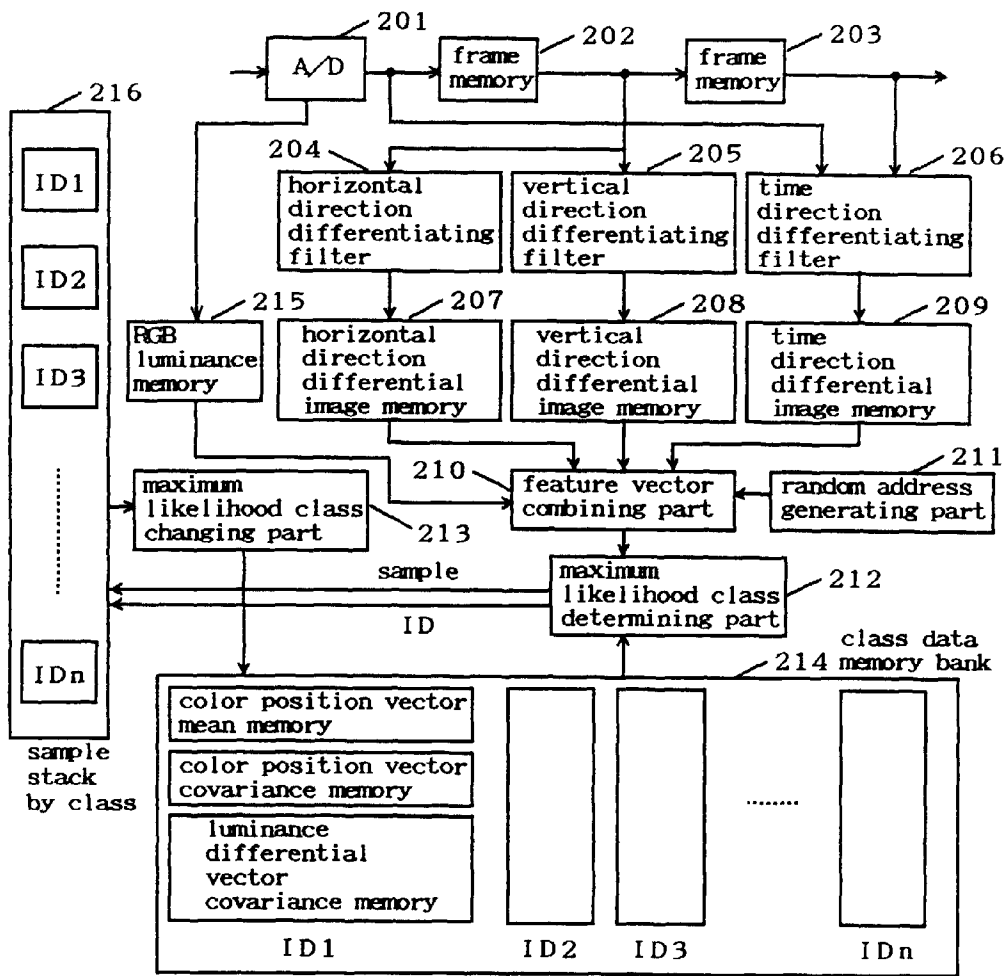 201
202
203
A/D
frame
memory
frame
memory
216
204
205
206
ID1
horizontal
direction
differentiating
filter
vertical
direction
differentiating
filter
time
direction
differentiating
filter
ID2
215
207
208
209
RGB
luminance
memory
horizontal
direction
differential
image memory
vertical
direction
differential
image memory
time
direction
differential
image memory
ID3
210
211
maximum
likelihood class
changing part
213
feature vector
combining part
random address
generating part
sample
ID
maximum
likelihood class
determining part
212
class data
memory bank
214
IDn
color position vector
mean memory
sample
stack
by class
color position vector
covariance memory
luminance
differential
vector
covariance memory
ID1
ID2
ID3
IDn